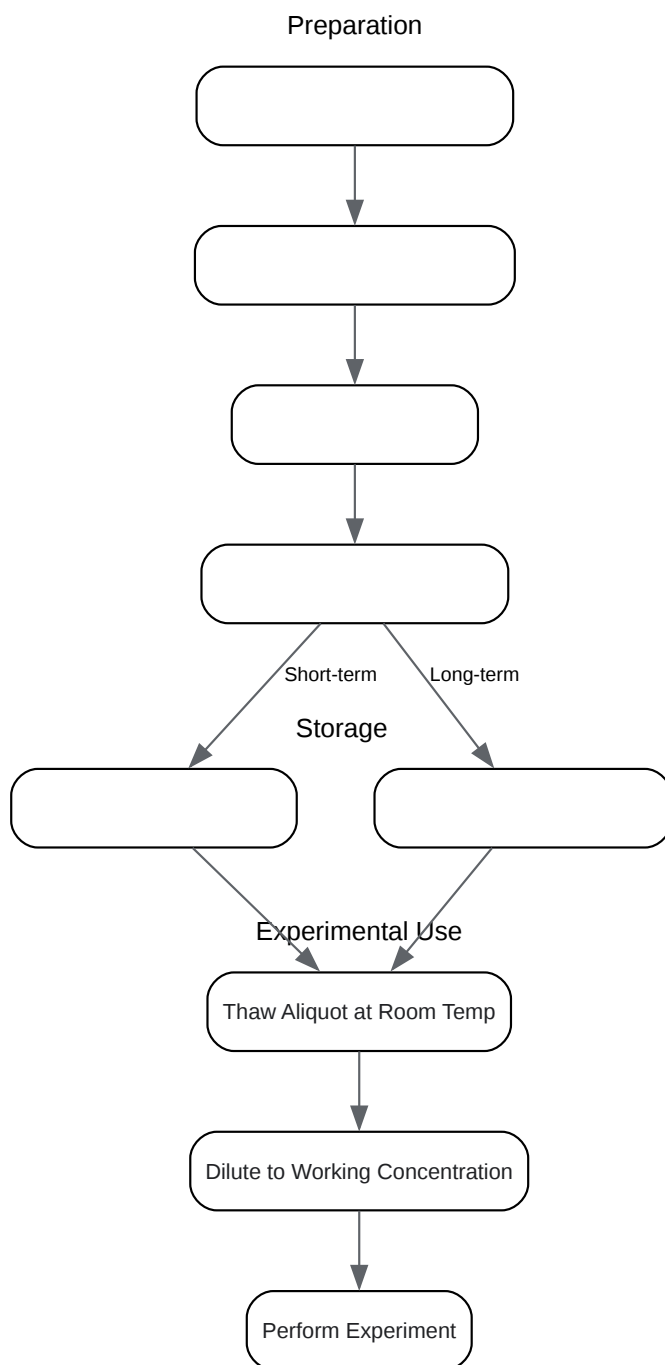 Preparation
Short-term
Long-term
Storage
Experimental Use
Thaw Aliquot at Room Temp
Dilute to Working Concentration
Perform Experiment